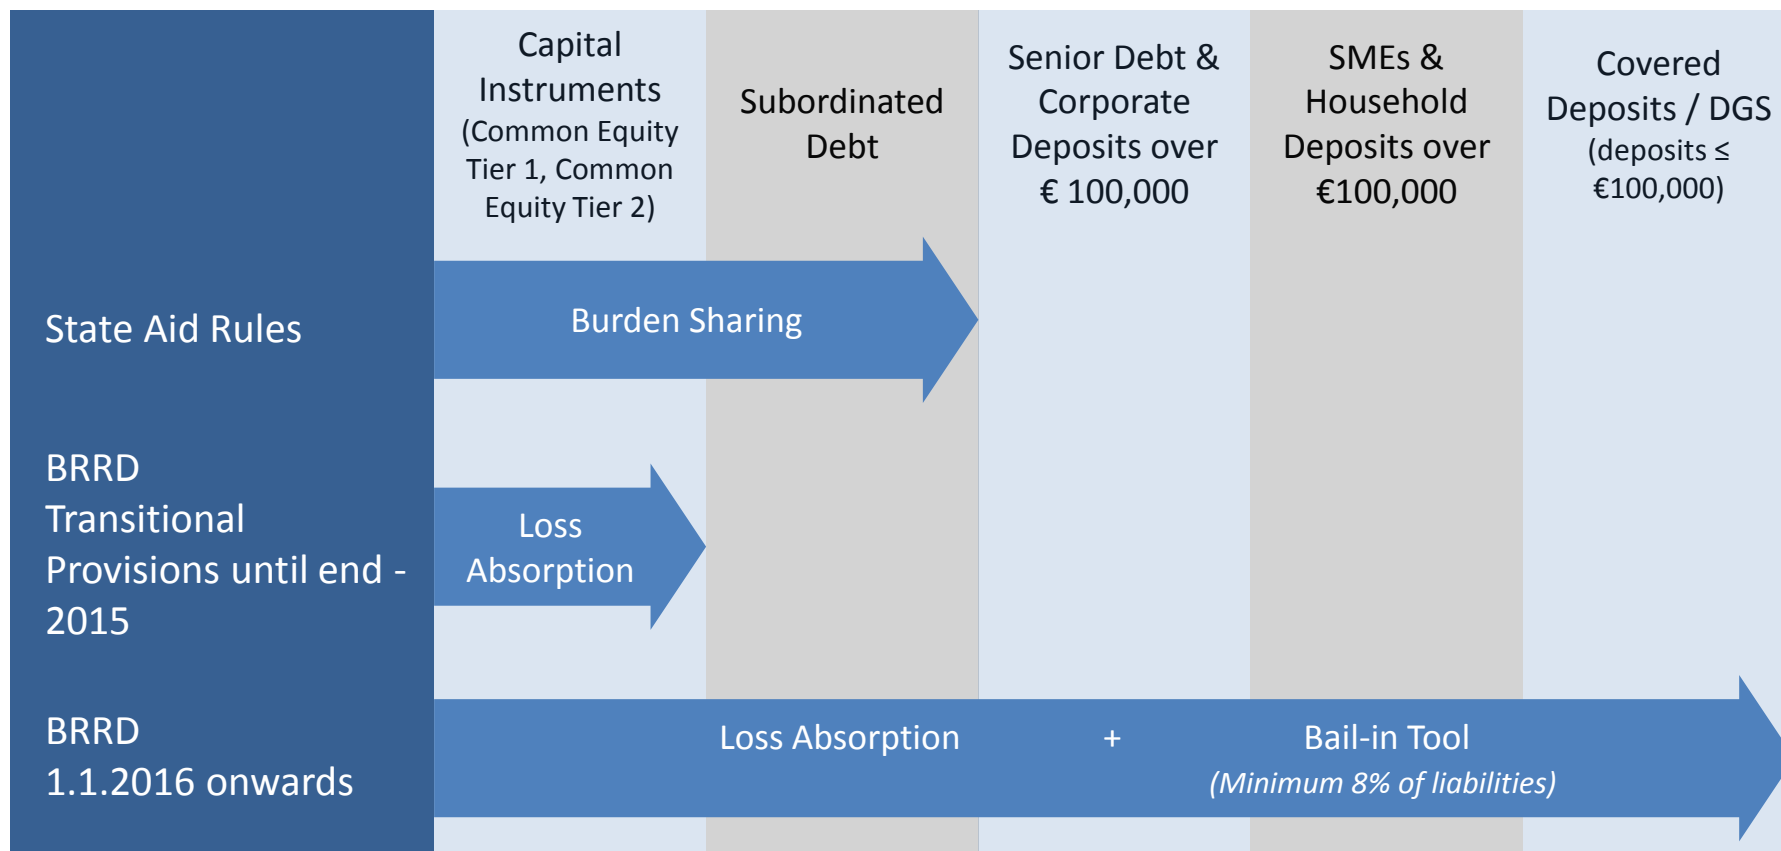 Capital
Instruments
(Common Equity
Tier 1, Common
Equity Tier 2)
Subordinated
Debt
Senior Debt &
Corporate
Deposits over
€ 100,000
SMEs &
Household
Deposits over
€100,000
Covered
Deposits / DGS
(deposits ≤
€100,000)
State Aid Rules
Burden Sharing
BRRD
Transitional
Provisions until end -
2015
Loss
Absorption
BRRD
1.1.2016 onwards
Loss Absorption + Bail-in Tool
(Minimum 8% of liabilities)